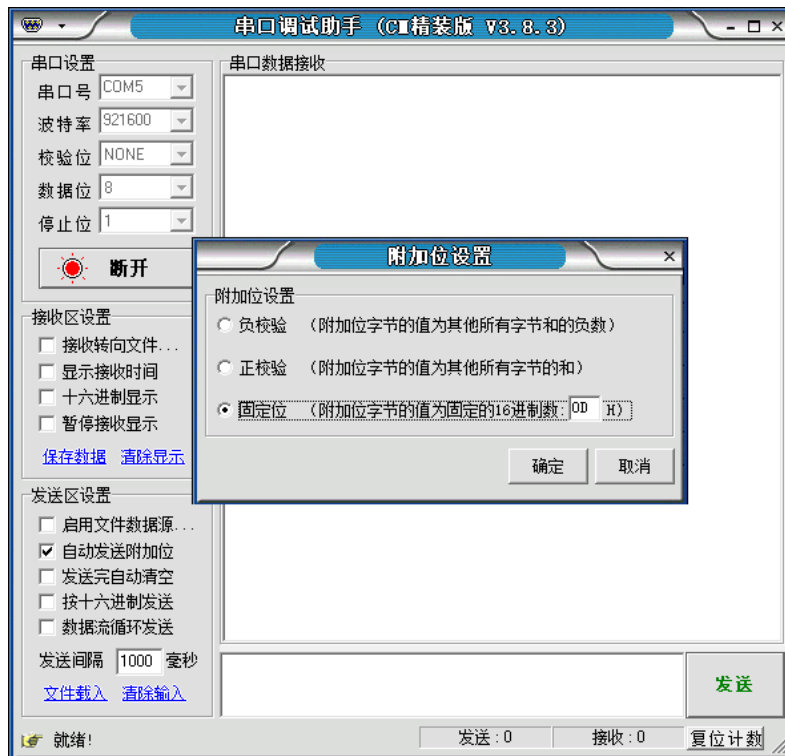 串口调试助手 (CM精装版 V3.8.3)
串口设置
串口号 COM5
波特率 921600
校验位 NONE
数据位 8
停止位 1
断开
接收区设置
接收转向文件...
显示接收时间
十六进制显示
暂停接收显示
保存数据 清除显示
发送区设置
启用文件数据源...
自动发送附加位
发送完自动清空
按十六进制发送
数据流循环发送
发送间隔 1000 毫秒
文件载入 清除输入
串口数据接收
附加位设置
附加位设置
负校验 (附加位字节的值为其他所有字节和的负数)
正校验 (附加位字节的值为其他所有字节的和)
固定位 (附加位字节的值为固定的16进制数: 0D H)
确定 取消
发送
就绪! 发送:0 接收:0 复位计数